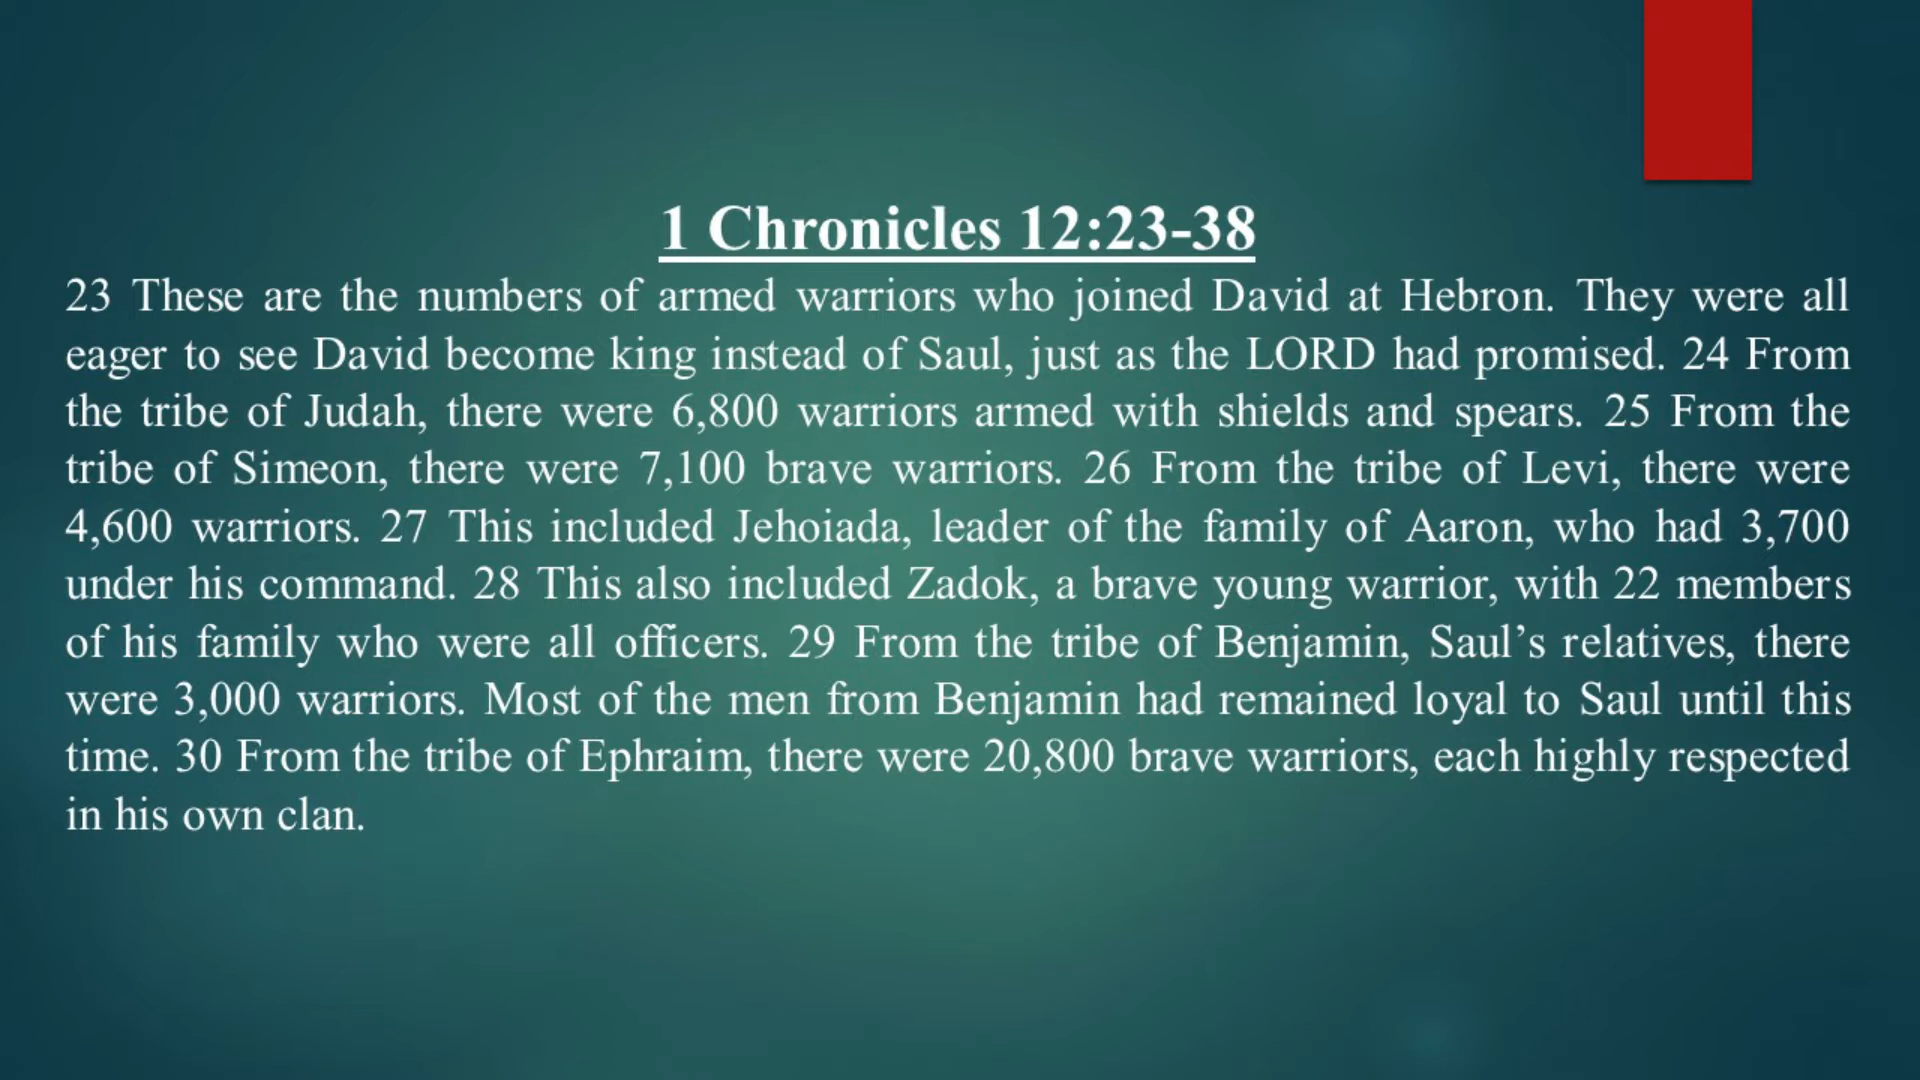 1 Chronicles 12:23-38
23 These are the numbers of armed warriors who joined David at Hebron. They were all
eager to see David become king instead of Saul, just as the LORD had promised. 24 From
the tribe of Judah, there were 6,800 warriors armed with shields and spears. 25 From the
tribe of Simeon, there were 7,100 brave warriors. 26 From the tribe of Levi, there were
4,600 warriors. 27 This included Jehoiada, leader of the family of Aaron, who had 3,700
under his command. 28 This also included Zadok, a brave young warrior, with 22 members
of his family who were all officers. 29 From the tribe of Benjamin, Saul’s relatives, there
were 3,000 warriors. Most of the men from Benjamin had remained loyal to Saul until this
time. 30 From the tribe of Ephraim, there were 20,800 brave warriors, each highly respected
in his own clan.